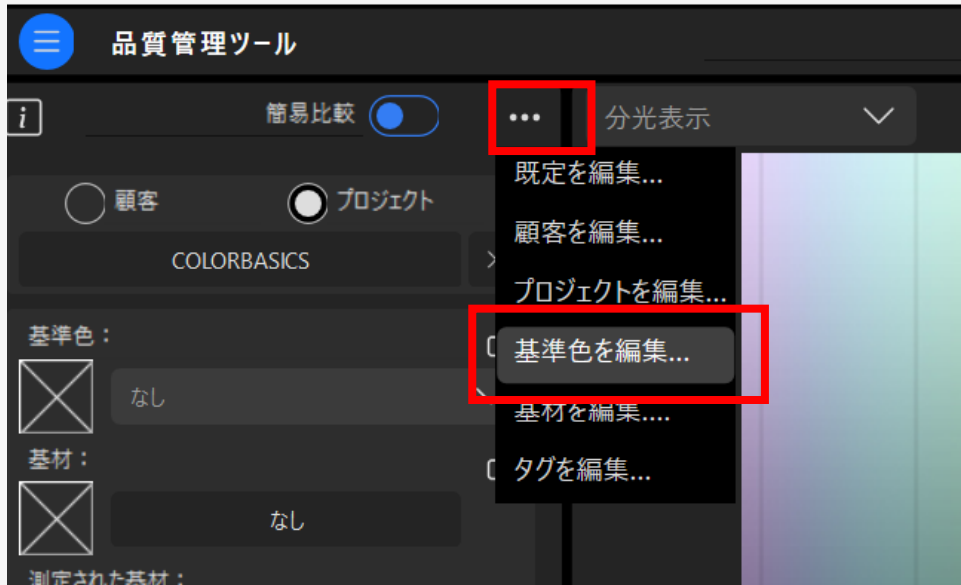 品質管理ツール
i
簡易比較
•••
分光表示
顧客
プロジェクト
COLORBASICS
既定を編集...
顧客を編集...
プロジェクトを編集...
基準色を編集...
基材を編集....
タグを編集...
基準色：
なし
基材：
なし
測定された基材：